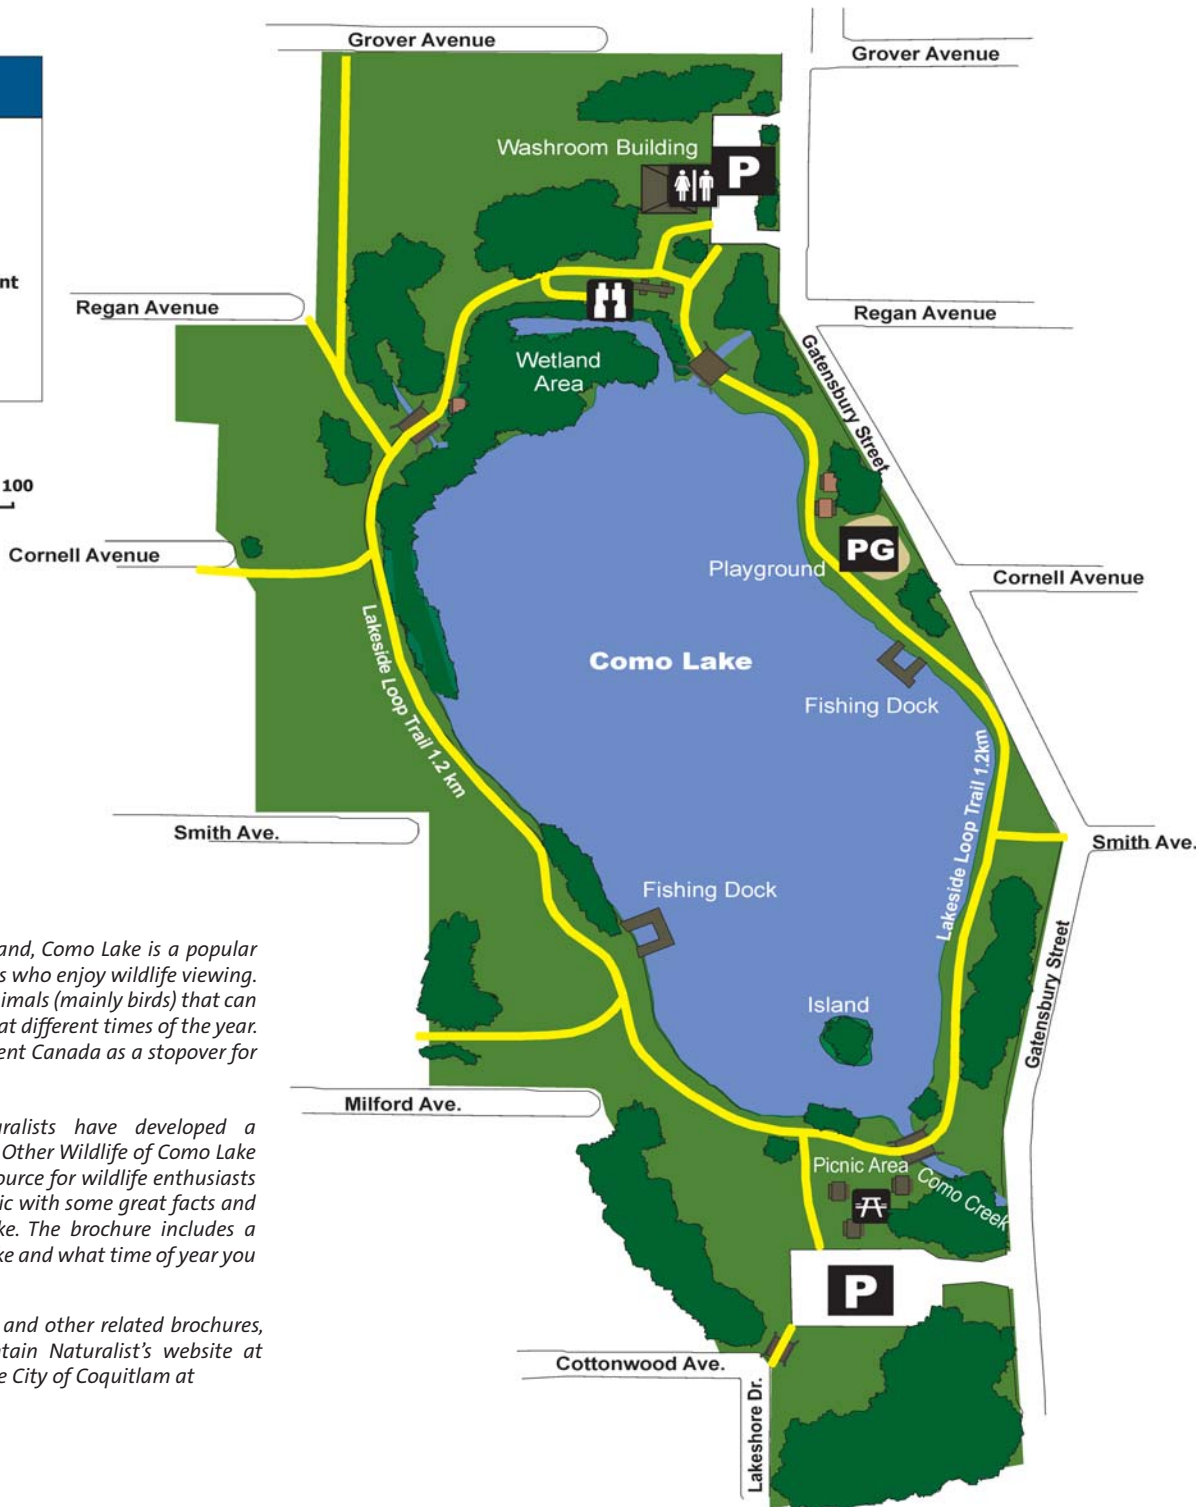 Grover Avenue
Grover Avenue
Washroom Building
P
nt
Regan Avenue
Regan Avenue
Wetland
Area
Gatensbury Street
100
Cornell Avenue
PG
Playground
Cornell Avenue
Como Lake
Lakeside Loop Trail 1.2 km
Fishing Dock
Lakeside Loop Trail 1.2km
Smith Ave.
Smith Ave.
Fishing Dock
Gatensbury Street
Island
and, Como Lake is a popular
s who enjoy wildlife viewing.
imals (mainly birds) that can
at different times of the year.
ent Canada as a stopover for
Milford Ave.
uralists have developed a
Other Wildlife of Como Lake
source for wildlife enthusiasts
ic with some great facts and
ke. The brochure includes a
ke and what time of year you
Picnic Area
Como Creek
P
and other related brochures,
ntain Naturalist's website at
e City of Coquitlam at
Cottonwood Ave.
Lakeshore Dr.